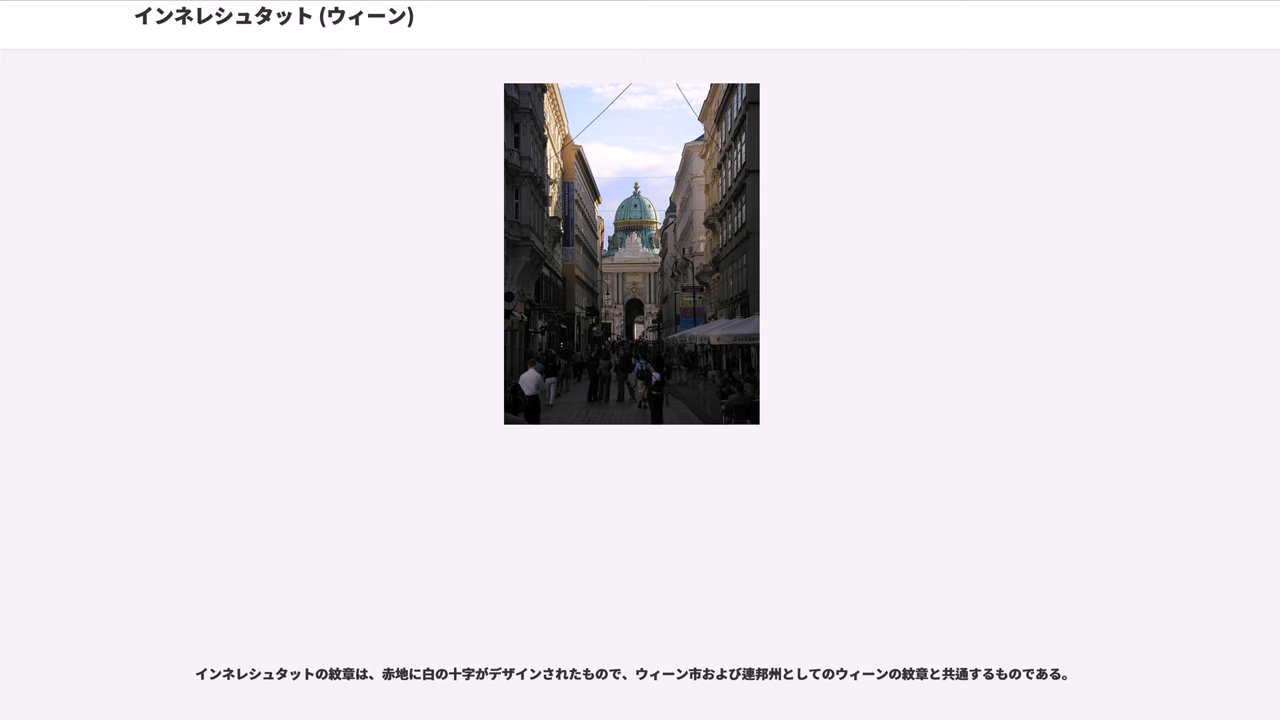 インネレシュタット (ウィーン)
インネレシュタットの紋章は、赤地に白の十字がデザインされたもので、ウィーン市および連邦州としてのウィーンの紋章と共通するものである。